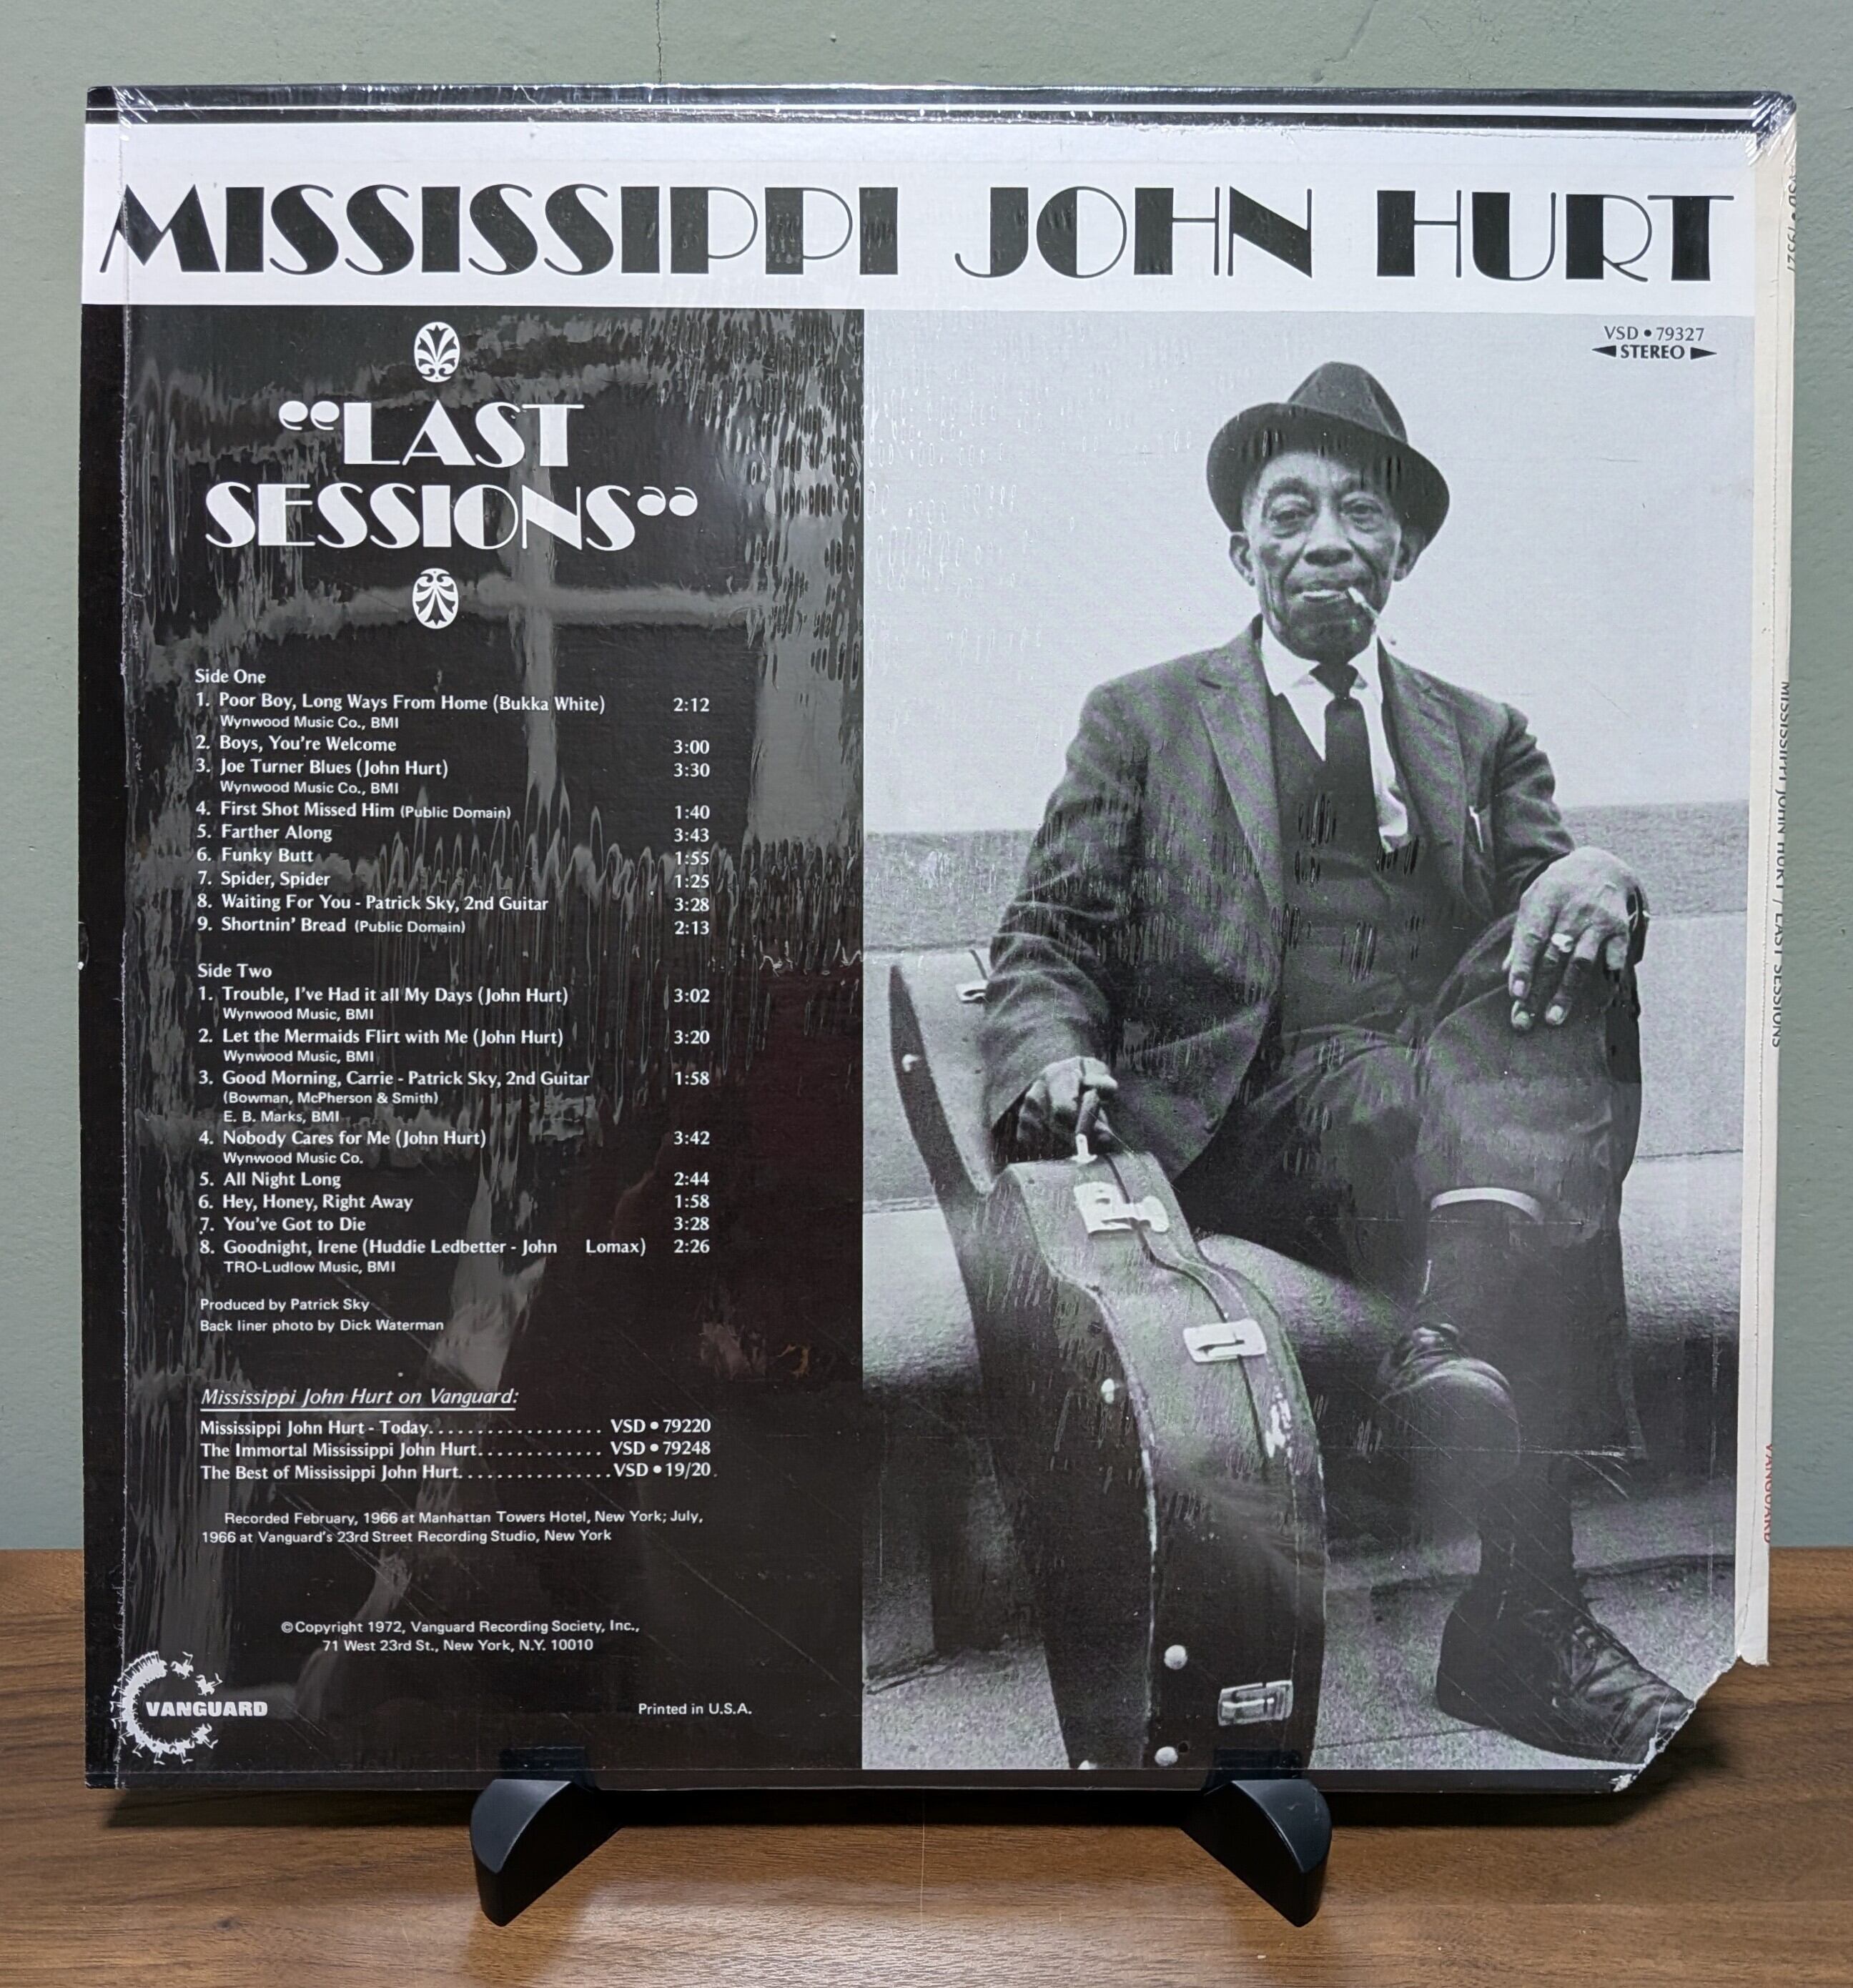 MISSISSIPPI JOHN HURT
VSD • 79327
◄STEREO►
“LAST
SESSIONS”
Side One
1. Poor Boy, Long Ways From Home (Bukka White) 2:12
Wynwood Music Co., BMI
2. Boys, You're Welcome 3:00
3. Joe Turner Blues (John Hurt) 3:30
Wynwood Music Co., BMI
4. First Shot Missed Him (Public Domain) 1:40
5. Farther Along 3:43
6. Funky Butt 1:55
7. Spider, Spider 1:25
8. Waiting For You - Patrick Sky, 2nd Guitar 3:28
9. Shortnin' Bread (Public Domain) 2:13
Side Two
1. Trouble, I've Had it all My Days (John Hurt) 3:02
Wynwood Music, BMI
2. Let the Mermaids Flirt with Me (John Hurt) 3:20
Wynwood Music, BMI
3. Good Morning, Carrie - Patrick Sky, 2nd Guitar 1:58
(Bowman, McPherson & Smith)
E. B. Marks, BMI
4. Nobody Cares for Me (John Hurt) 3:42
Wynwood Music Co.
5. All Night Long 2:44
6. Hey, Honey, Right Away 1:58
7. You've Got to Die 3:28
8. Goodnight, Irene (Huddie Ledbetter - John Lomax) 2:26
TRO-Ludlow Music, BMI
Produced by Patrick Sky
Back liner photo by Dick Waterman
Mississippi John Hurt on Vanguard:
Mississippi John Hurt - Today................... VSD • 79220
The Immortal Mississippi John Hurt............. VSD • 79248
The Best of Mississippi John Hurt................VSD • 19/20
Recorded February, 1966 at Manhattan Towers Hotel, New York; July,
1966 at Vanguard's 23rd Street Recording Studio, New York
©Copyright 1972, Vanguard Recording Society, Inc.,
71 West 23rd St., New York, N.Y. 10010
VANGUARD
Printed in U.S.A.
VSD • 79327
MISSISSIPPI JOHN HURT / LAST SESSIONS
VANGUARD